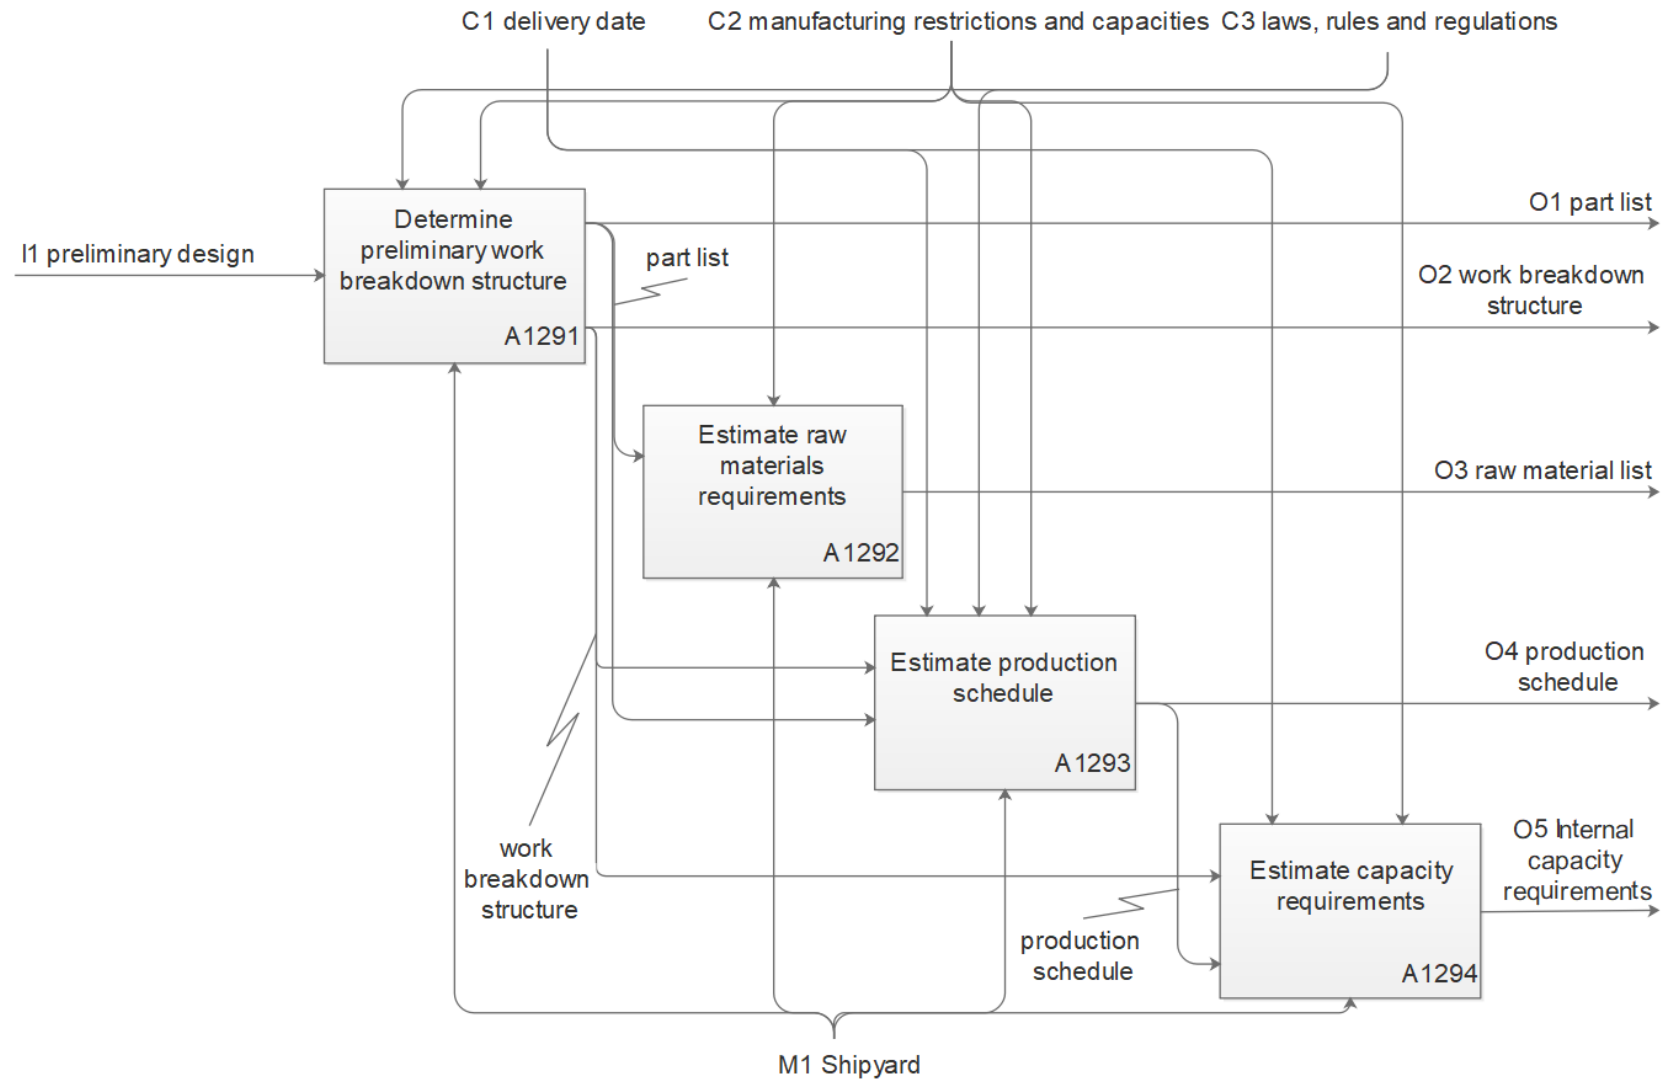 C1 delivery date
C2 manufacturing restrictions and capacities
C3 laws, rules and regulations
I1 preliminary design
Determine
preliminary work
breakdown structure
A1291
part list
O1 part list
O2 work breakdown
structure
Estimate raw
materials
requirements
A1292
O3 raw material list
Estimate production
schedule
A1293
O4 production
schedule
work
breakdown
structure
Estimate capacity
requirements
A1294
O5 Internal
capacity
requirements
production
schedule
M1 Shipyard